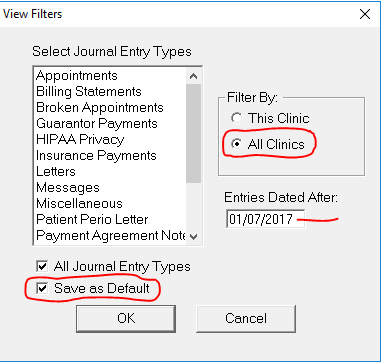 View Filters
Select Journal Entry Types
Appointments
Billing Statements
Broken Appointments
Guarantor Payments
HIPAA Privacy
Insurance Payments
Letters
Messages
Miscellaneous
Patient Perio Letter
Payment Agreement Note
Filter By:
This Clinic
All Clinics
Entries Dated After:
01/07/2017
All Journal Entry Types
Save as Default
OK
Cancel